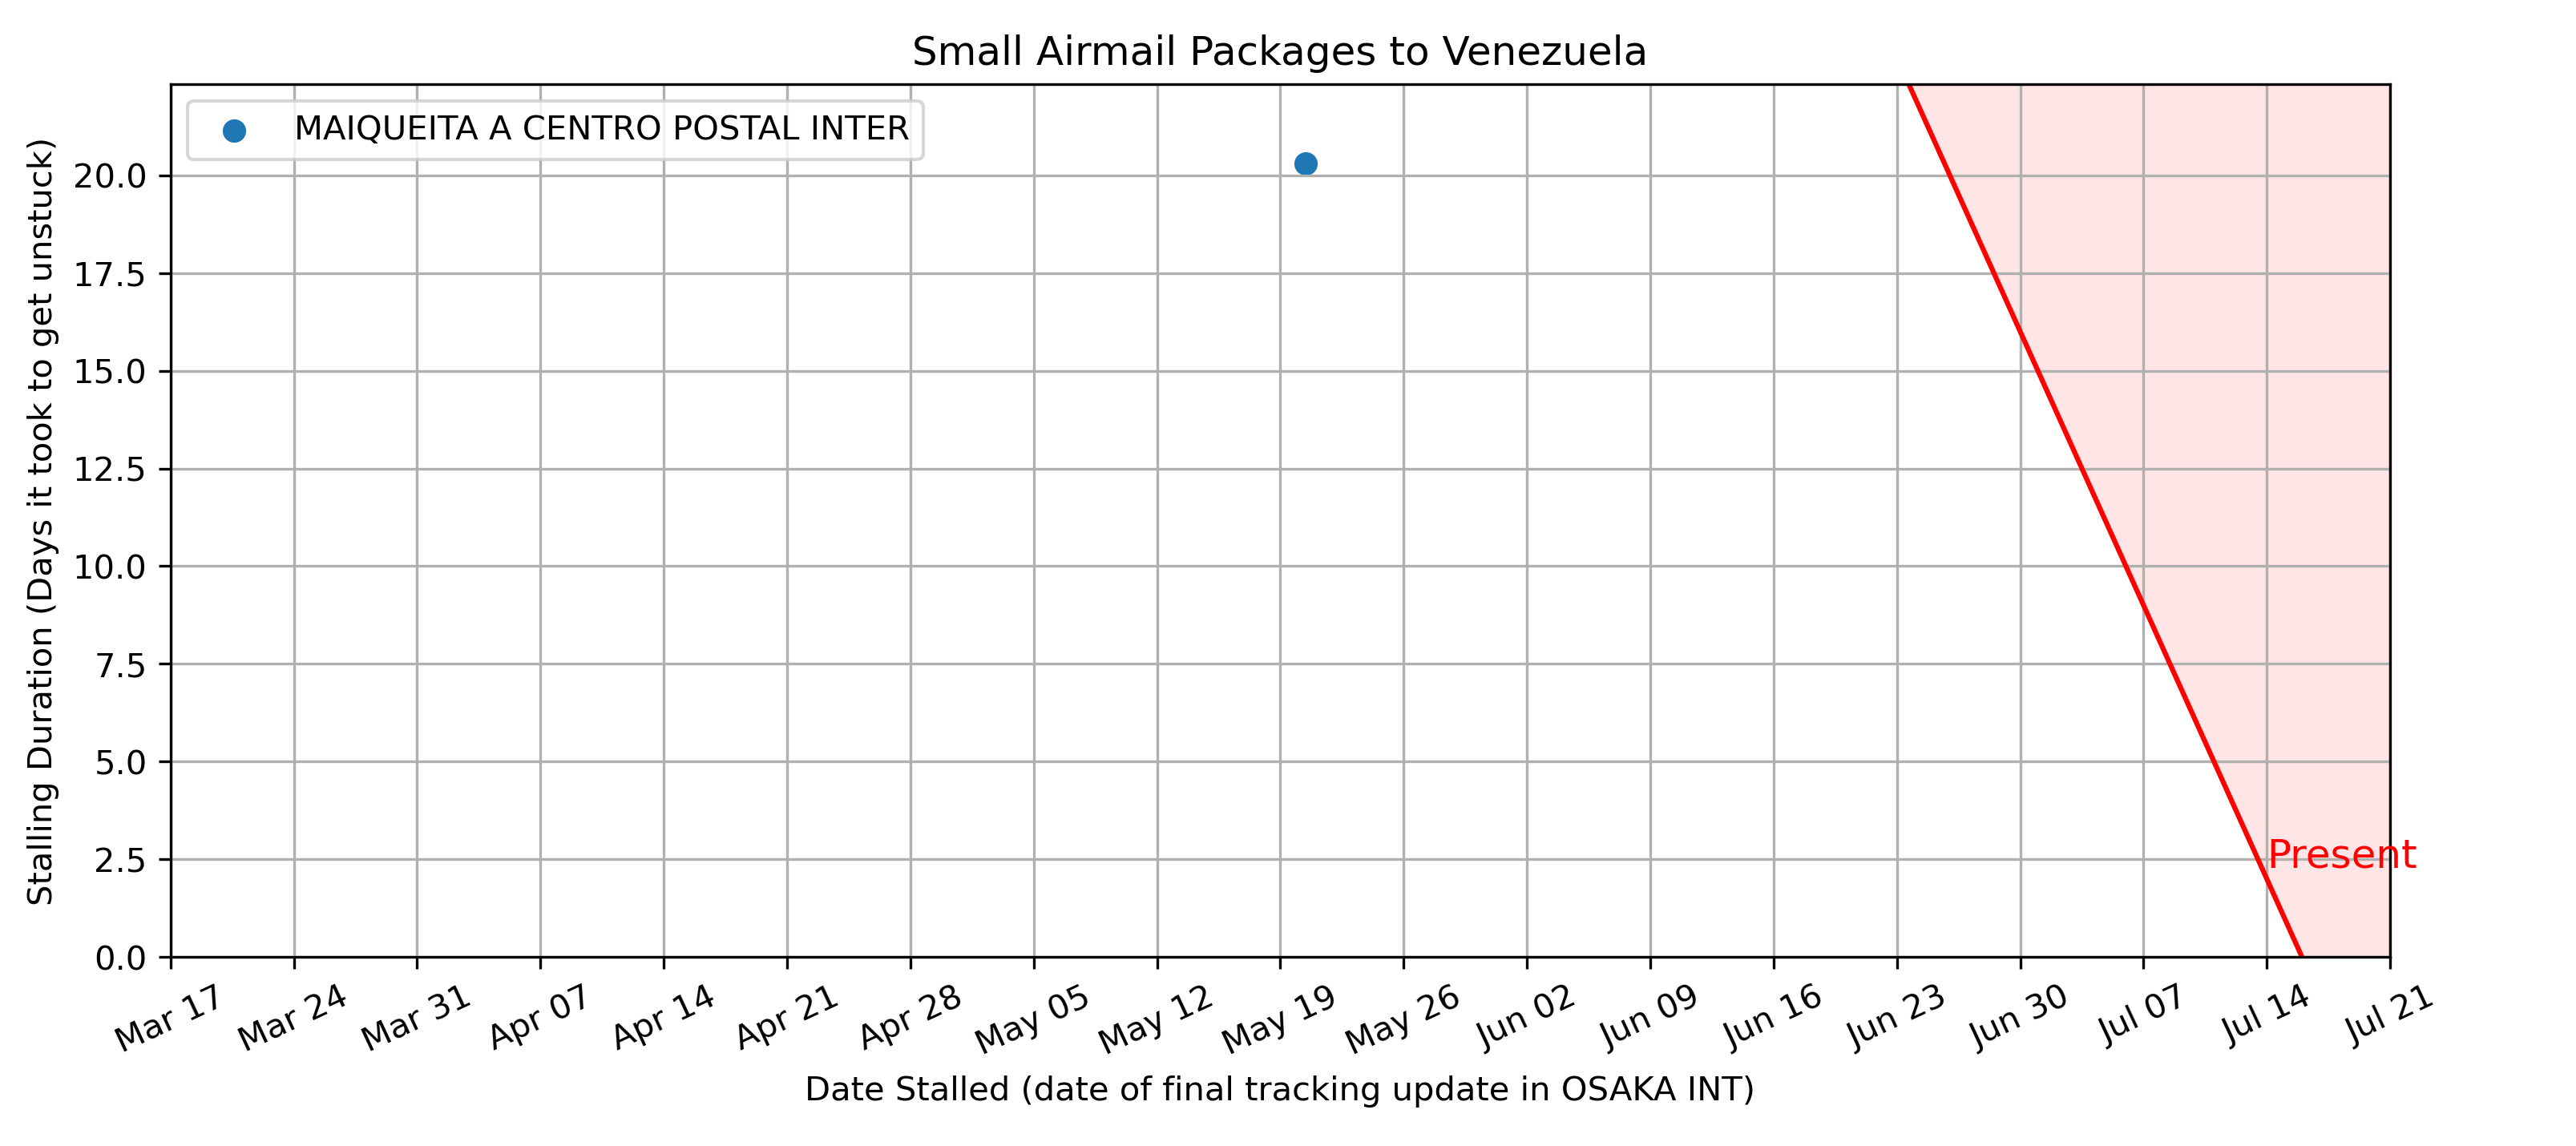 Small Airmail Packages to Venezuela
MAIQUEITA A CENTRO POSTAL INTER
Stalling Duration (Days it took to get unstuck)
20.0
17.5
15.0
12.5
10.0
7.5
5.0
2.5
0.0
Present
Mar 17
Mar 24
Mar 31
Apr 07
Apr 14
Apr 21
Apr 28
May 05
May 12
May 19
May 26
Jun 02
Jun 09
Jun 16
Jun 23
Jun 30
Jul 07
Jul 14
Jul 21
Date Stalled (date of final tracking update in OSAKA INT)